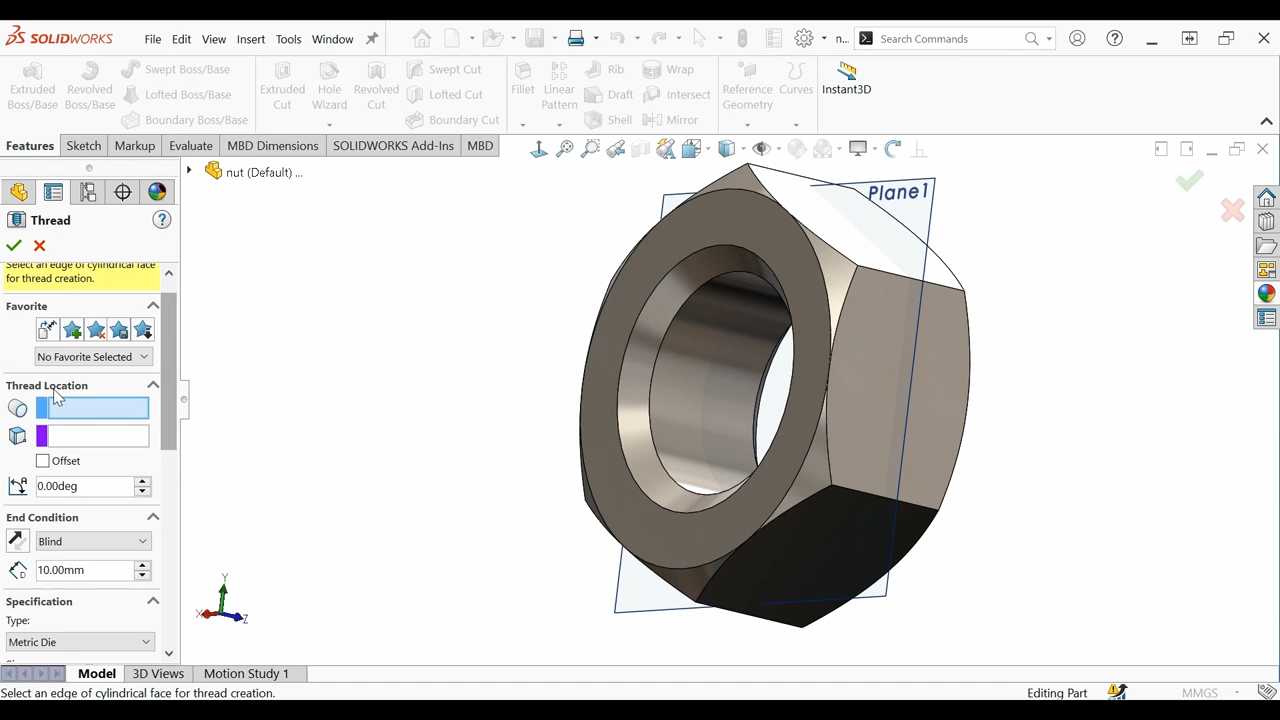 SOLIDWORKS
File Edit View Insert Tools Window
n...
Search Commands
Extruded Boss/Base
Revolved Boss/Base
Swept Boss/Base
Lofted Boss/Base
Boundary Boss/Base
Extruded Cut
Hole Wizard
Revolved Cut
Swept Cut
Lofted Cut
Boundary Cut
Fillet
Linear Pattern
Rib
Draft
Shell
Wrap
Intersect
Mirror
Reference Geometry
Curves
Instant3D
Features Sketch Markup Evaluate MBD Dimensions SOLIDWORKS Add-Ins MBD
nut (Default) ...
Thread
Select an edge of cylindrical face
for thread creation.
Favorite
No Favorite Selected
Thread Location
Offset
0.00deg
End Condition
Blind
10.00mm
Specification
Type:
Metric Die
Plane1
Y
X
Z
Model 3D Views Motion Study 1
Select an edge of cylindrical face for thread creation.
Editing Part
MMGS